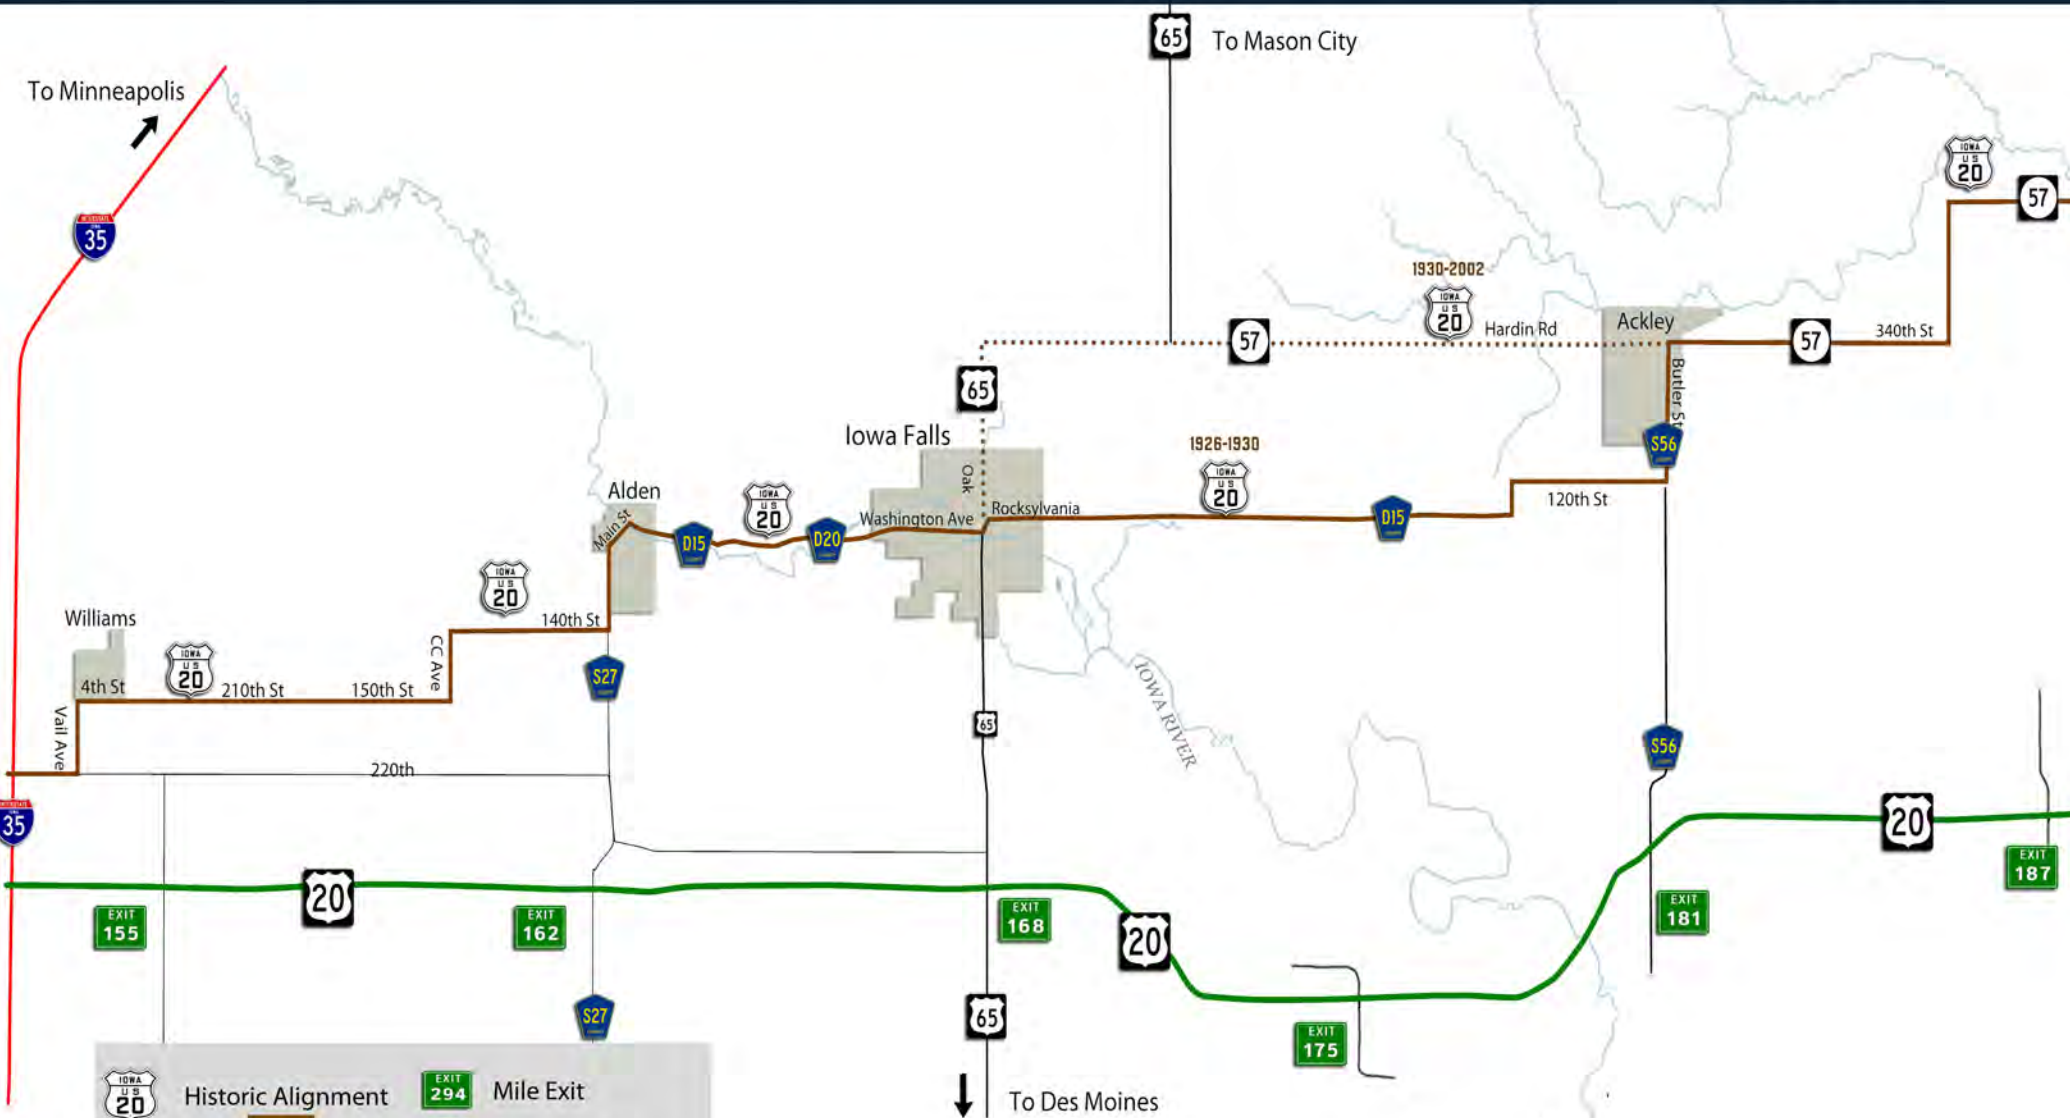 65
To Mason City
To Minneapolis
IOWA
US
20
57
INTERSTATE
35
1930-2002
IOWA
US
20
Hardin Rd
Ackley
57
57
340th St
65
Butler St
Iowa Falls
1926-1930
S56
Oak
IOWA
US
20
Alden
IOWA
US
20
Washington Ave
Rocksylvania
D15
120th St
Main St
D15
D20
IOWA
US
20
140th St
Williams
CC Ave
IOWA
US
20
S27
4th St
210th St
150th St
IOWA RIVER
Vail Ave
65
S56
220th
INTERSTATE
35
20
20
EXIT
187
20
EXIT
155
EXIT
162
EXIT
168
EXIT
181
20
S27
65
EXIT
175
IOWA
US
20
Historic Alignment
EXIT
294
Mile Exit
To Des Moines